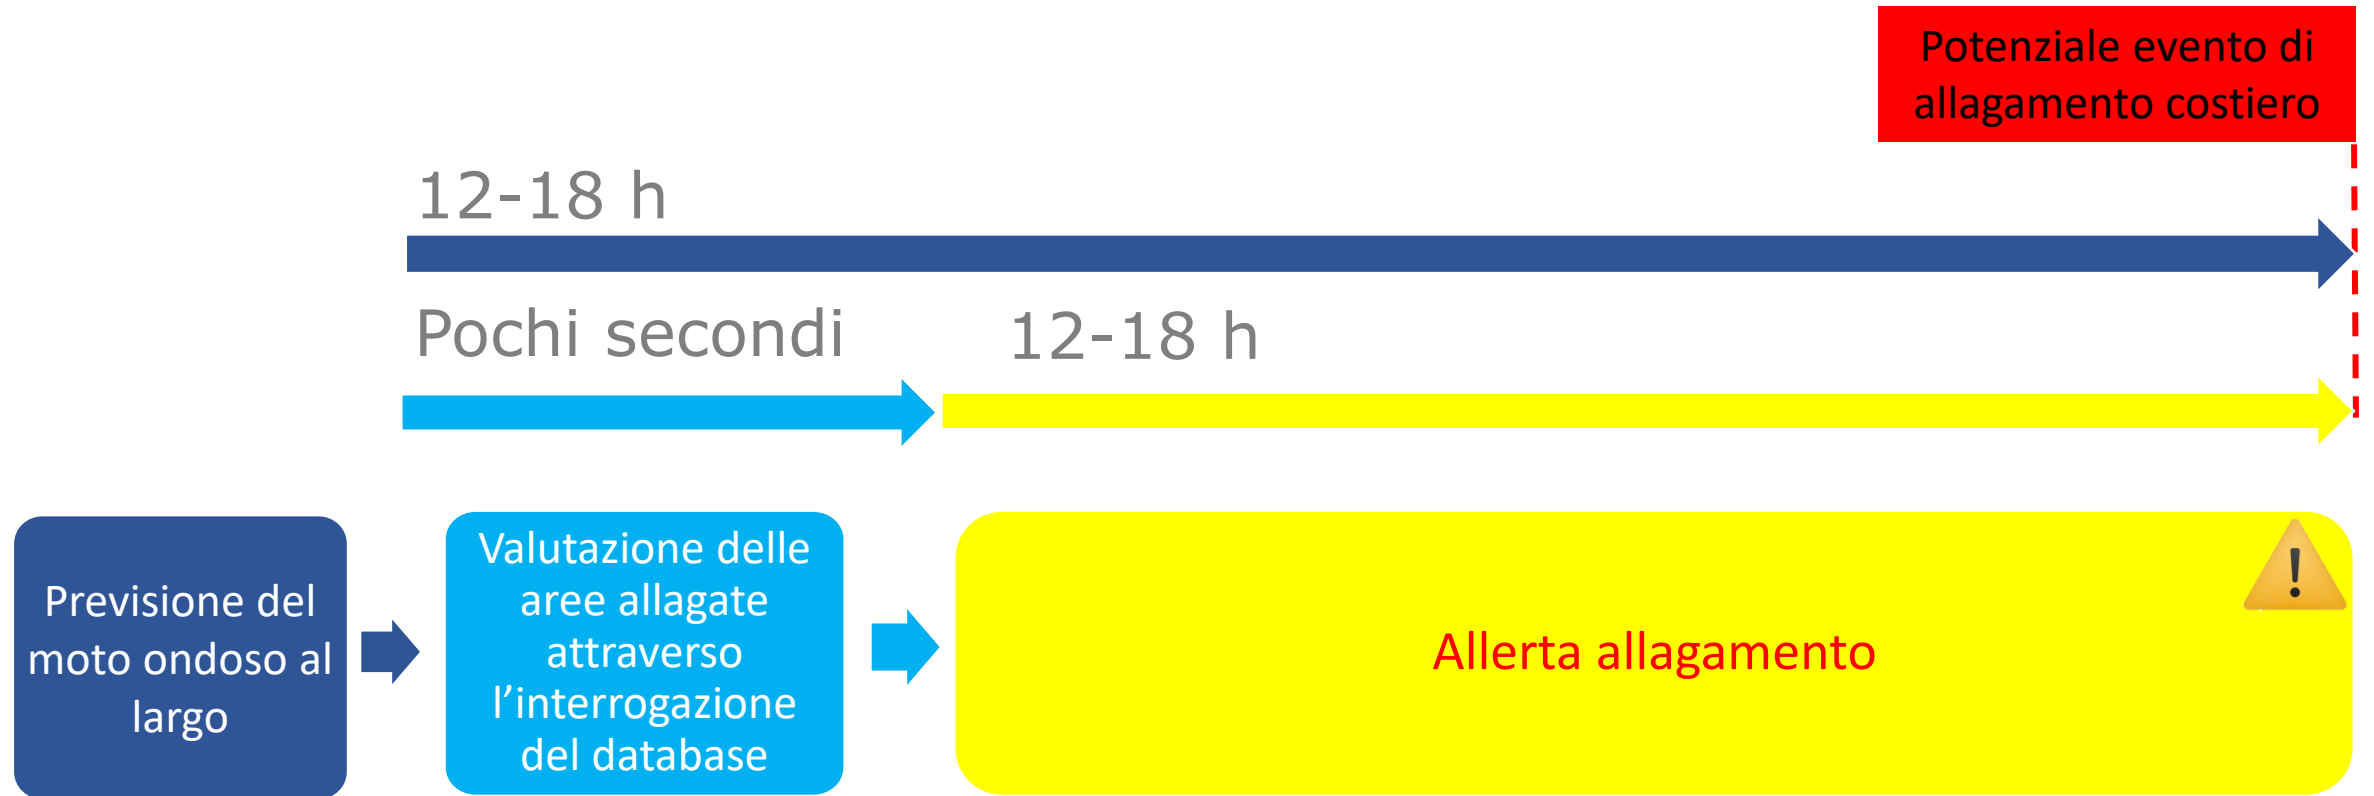 Potenziale evento di
allagamento costiero
12-18 h
Pochi secondi
12-18 h
Previsione del
moto ondoso al
largo
Valutazione delle
aree allagate
attraverso
l’interrogazione
del database
!
Allerta allagamento